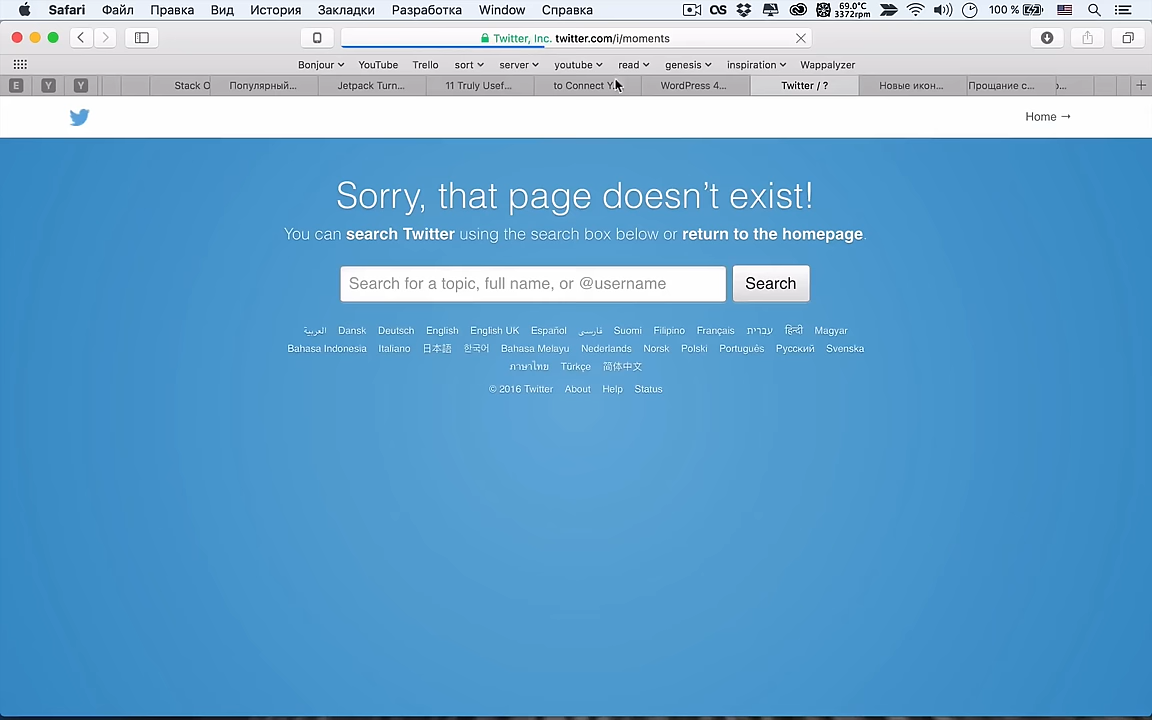 Safari Файл Правка Вид История Закладки Разработка Window Справка 69.0°C 3372rpm 100 %
Twitter, Inc. twitter.com/i/moments
Bonjour YouTube Trello sort server youtube read genesis inspiration Wappalyzer
E Y Y Stack O Популярный... Jetpack Turn... 11 Truly Usef... to Connect Y... WordPress 4... Twitter / ? Новые икон... Прощание с...
Home →
Sorry, that page doesn't exist!
You can search Twitter using the search box below or return to the homepage.
Search for a topic, full name, or @username Search
العربية Dansk Deutsch English English UK Español فارسی Suomi Filipino Français עברית हिन्दी Magyar
Bahasa Indonesia Italiano 日本語 한국어 Bahasa Melayu Nederlands Norsk Polski Português Русский Svenska
ภาษาไทย Türkçe 简体中文
© 2016 Twitter About Help Status